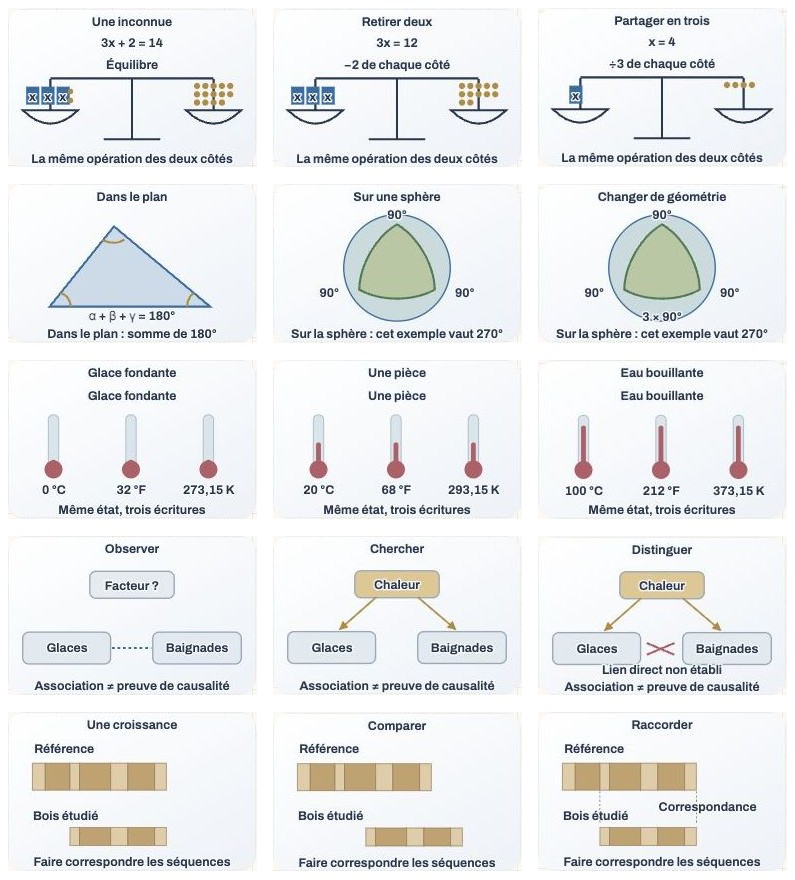 Une inconnue
3x + 2 = 14
Équilibre
x x x
La même opération des deux côtés
Retirer deux
3x = 12
−2 de chaque côté
x x x
La même opération des deux côtés
Partager en trois
x = 4
÷3 de chaque côté
x
La même opération des deux côtés
Dans le plan
α + β + γ = 180°
Dans le plan : somme de 180°
Sur une sphère
90°
90° 90°
Sur la sphère : cet exemple vaut 270°
Changer de géométrie
90°
90° 90°
3 × 90°
Sur la sphère : cet exemple vaut 270°
Glace fondante
Glace fondante
0 °C 32 °F 273,15 K
Même état, trois écritures
Une pièce
Une pièce
20 °C 68 °F 293,15 K
Même état, trois écritures
Eau bouillante
Eau bouillante
100 °C 212 °F 373,15 K
Même état, trois écritures
Observer
Facteur ?
Glaces Baignades
Association ≠ preuve de causalité
Chercher
Chaleur
Glaces Baignades
Association ≠ preuve de causalité
Distinguer
Chaleur
Glaces Baignades
Lien direct non établi
Association ≠ preuve de causalité
Une croissance
Référence
Bois étudié
Faire correspondre les séquences
Comparer
Référence
Bois étudié
Faire correspondre les séquences
Raccorder
Référence
Correspondance
Bois étudié
Faire correspondre les séquences